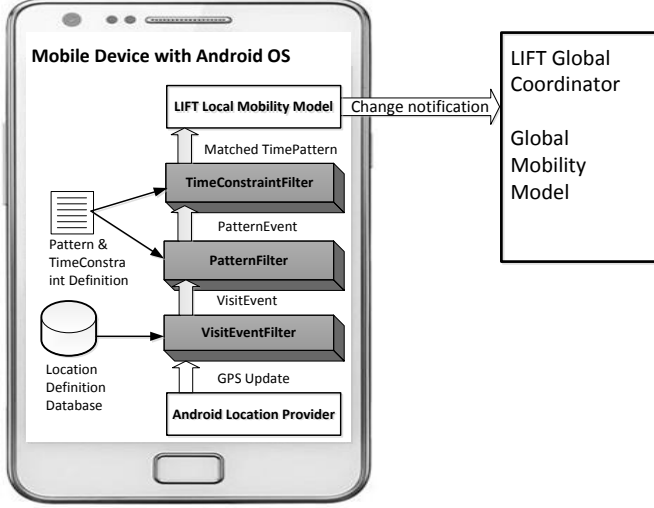 Mobile Device with Android OS
LIFT Local Mobility Model
Change notification
LIFT Global
Coordinator
Global
Mobility
Model
Matched TimePattern
TimeConstraintFilter
PatternEvent
Pattern &
TimeConstra
int Definition
PatternFilter
VisitEvent
VisitEventFilter
Location
Definition
Database
GPS Update
Android Location Provider